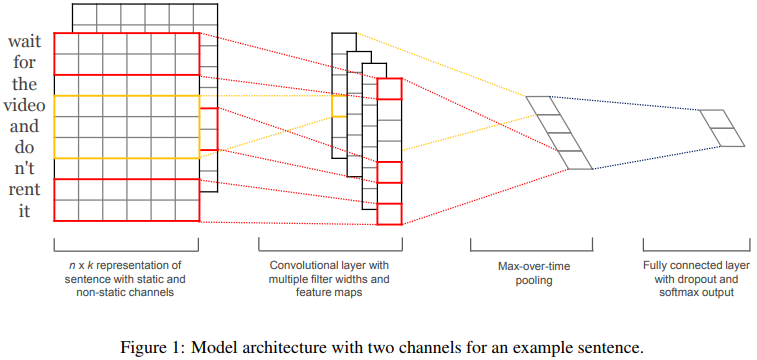 wait
for
the
video
and
do
n't
rent
it
n x k representation of
sentence with static and
non-static channels
Convolutional layer with
multiple filter widths and
feature maps
Max-over-time
pooling
Fully connected layer
with dropout and
softmax output
Figure 1: Model architecture with two channels for an example sentence.